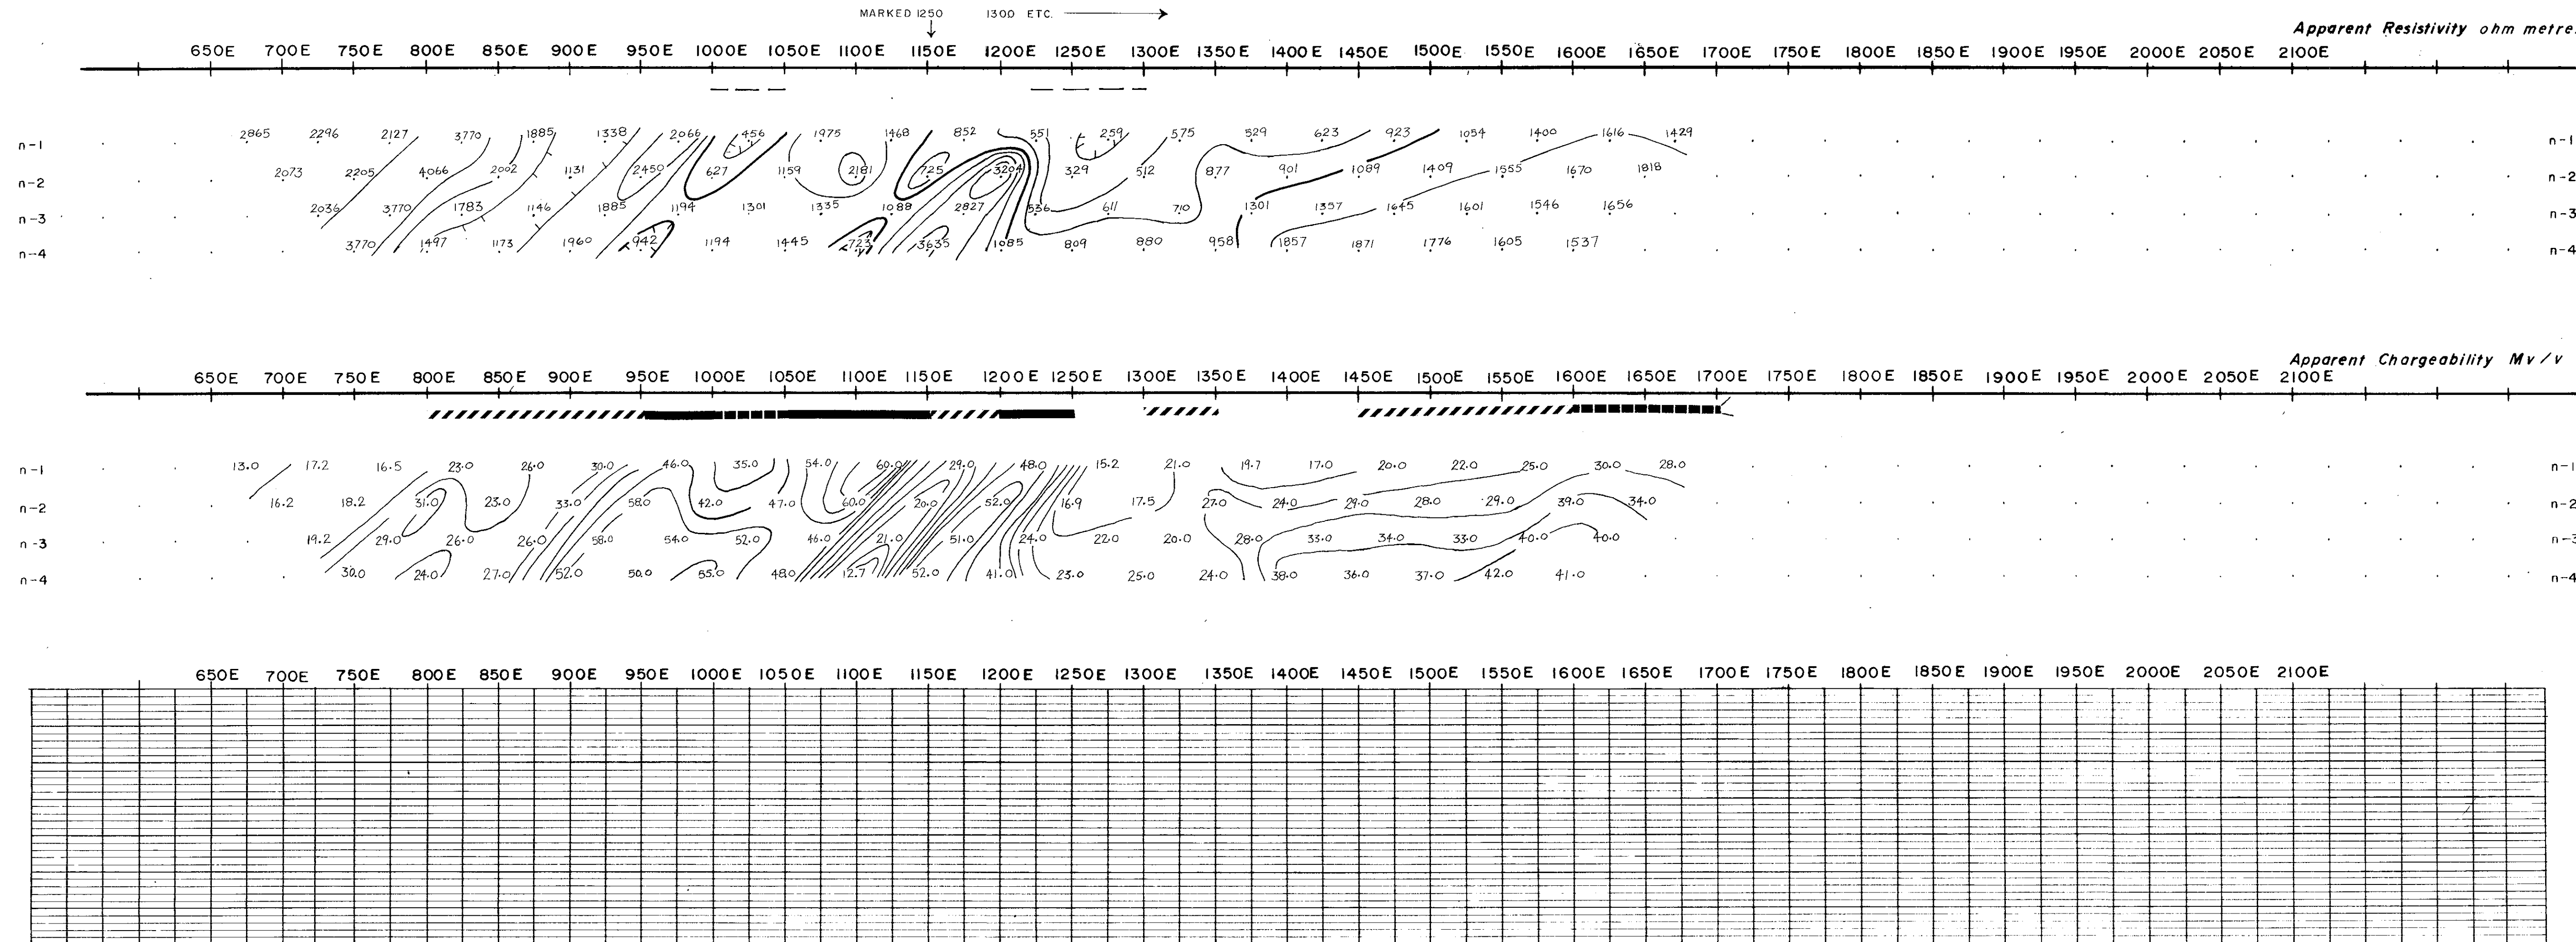 MARKED 1250 1300 ETC.
Apparent Resistivity ohm metre
650E 700E 750E 800E 850E 900E 950E 1000E 1050E 1100E 1150E 1200E 1250E 1300E 1350E 1400E 1450E 1500E 1550E 1600E 1650E 1700E 1750E 1800E 1850E 1900E 1950E 2000E 2050E 2100E
n-1 2865 2296 2127 3770 1885 1338 2066 456 1975 1468 852 551 259 575 529 623 923 1054 1400 1616 1429 n-1
n-2 2073 2205 4066 2002 1131 2450 627 1159 2181 725 3204 329 512 877 901 1089 1409 1555 1670 1818 n-2
n-3 2036 3770 1783 1146 1885 1194 1301 1335 1088 2827 536 611 710 1301 1357 1645 1601 1546 1656 n-3
n-4 3770 1497 1173 1960 942 1194 1445 723 3635 1085 809 880 958 1857 1871 1776 1605 1537 n-4
Apparent Chargeability Mv/v
650E 700E 750E 800E 850E 900E 950E 1000E 1050E 1100E 1150E 1200E 1250E 1300E 1350E 1400E 1450E 1500E 1550E 1600E 1650E 1700E 1750E 1800E 1850E 1900E 1950E 2000E 2050E 2100E
n-1 13.0 17.2 16.5 23.0 26.0 30.0 46.0 35.0 54.0 60.0 29.0 48.0 15.2 21.0 19.7 17.0 20.0 22.0 25.0 30.0 28.0 n-1
n-2 16.2 18.2 31.0 23.0 33.0 58.0 42.0 47.0 60.0 20.0 52.0 16.9 17.5 27.0 24.0 29.0 28.0 29.0 39.0 34.0 n-2
n-3 19.2 29.0 26.0 26.0 58.0 54.0 52.0 46.0 21.0 51.0 24.0 22.0 20.0 28.0 33.0 34.0 33.0 40.0 40.0 n-3
n-4 30.0 24.0 27.0 52.0 50.0 55.0 48.0 12.7 52.0 41.0 23.0 25.0 24.0 38.0 36.0 37.0 42.0 41.0 n-4
650E 700E 750E 800E 850E 900E 950E 1000E 1050E 1100E 1150E 1200E 1250E 1300E 1350E 1400E 1450E 1500E 1550E 1600E 1650E 1700E 1750E 1800E 1850E 1900E 1950E 2000E 2050E 2100E